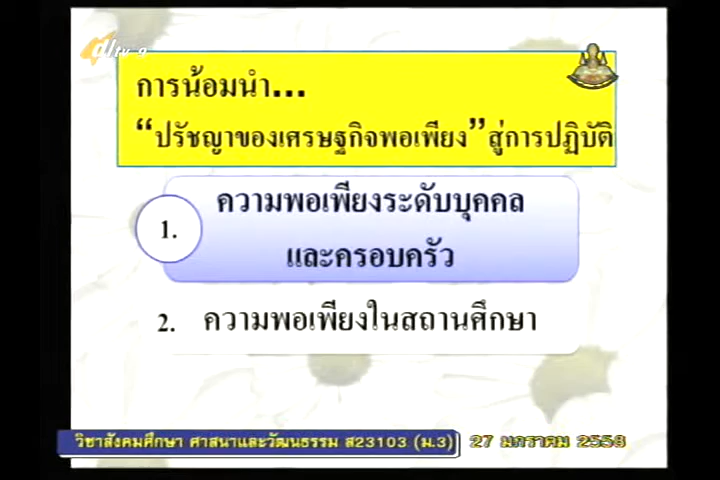 dltv 9
การน้อมนำ...
“ปรัชญาของเศรษฐกิจพอเพียง”สู่การปฏิบัติ
1. ความพอเพียงระดับบุคคล
และครอบครัว
2. ความพอเพียงในสถานศึกษา
วิชาสังคมศึกษา ศาสนาและวัฒนธรรม ส23103 (ม.3) 27 มกราคม 2558